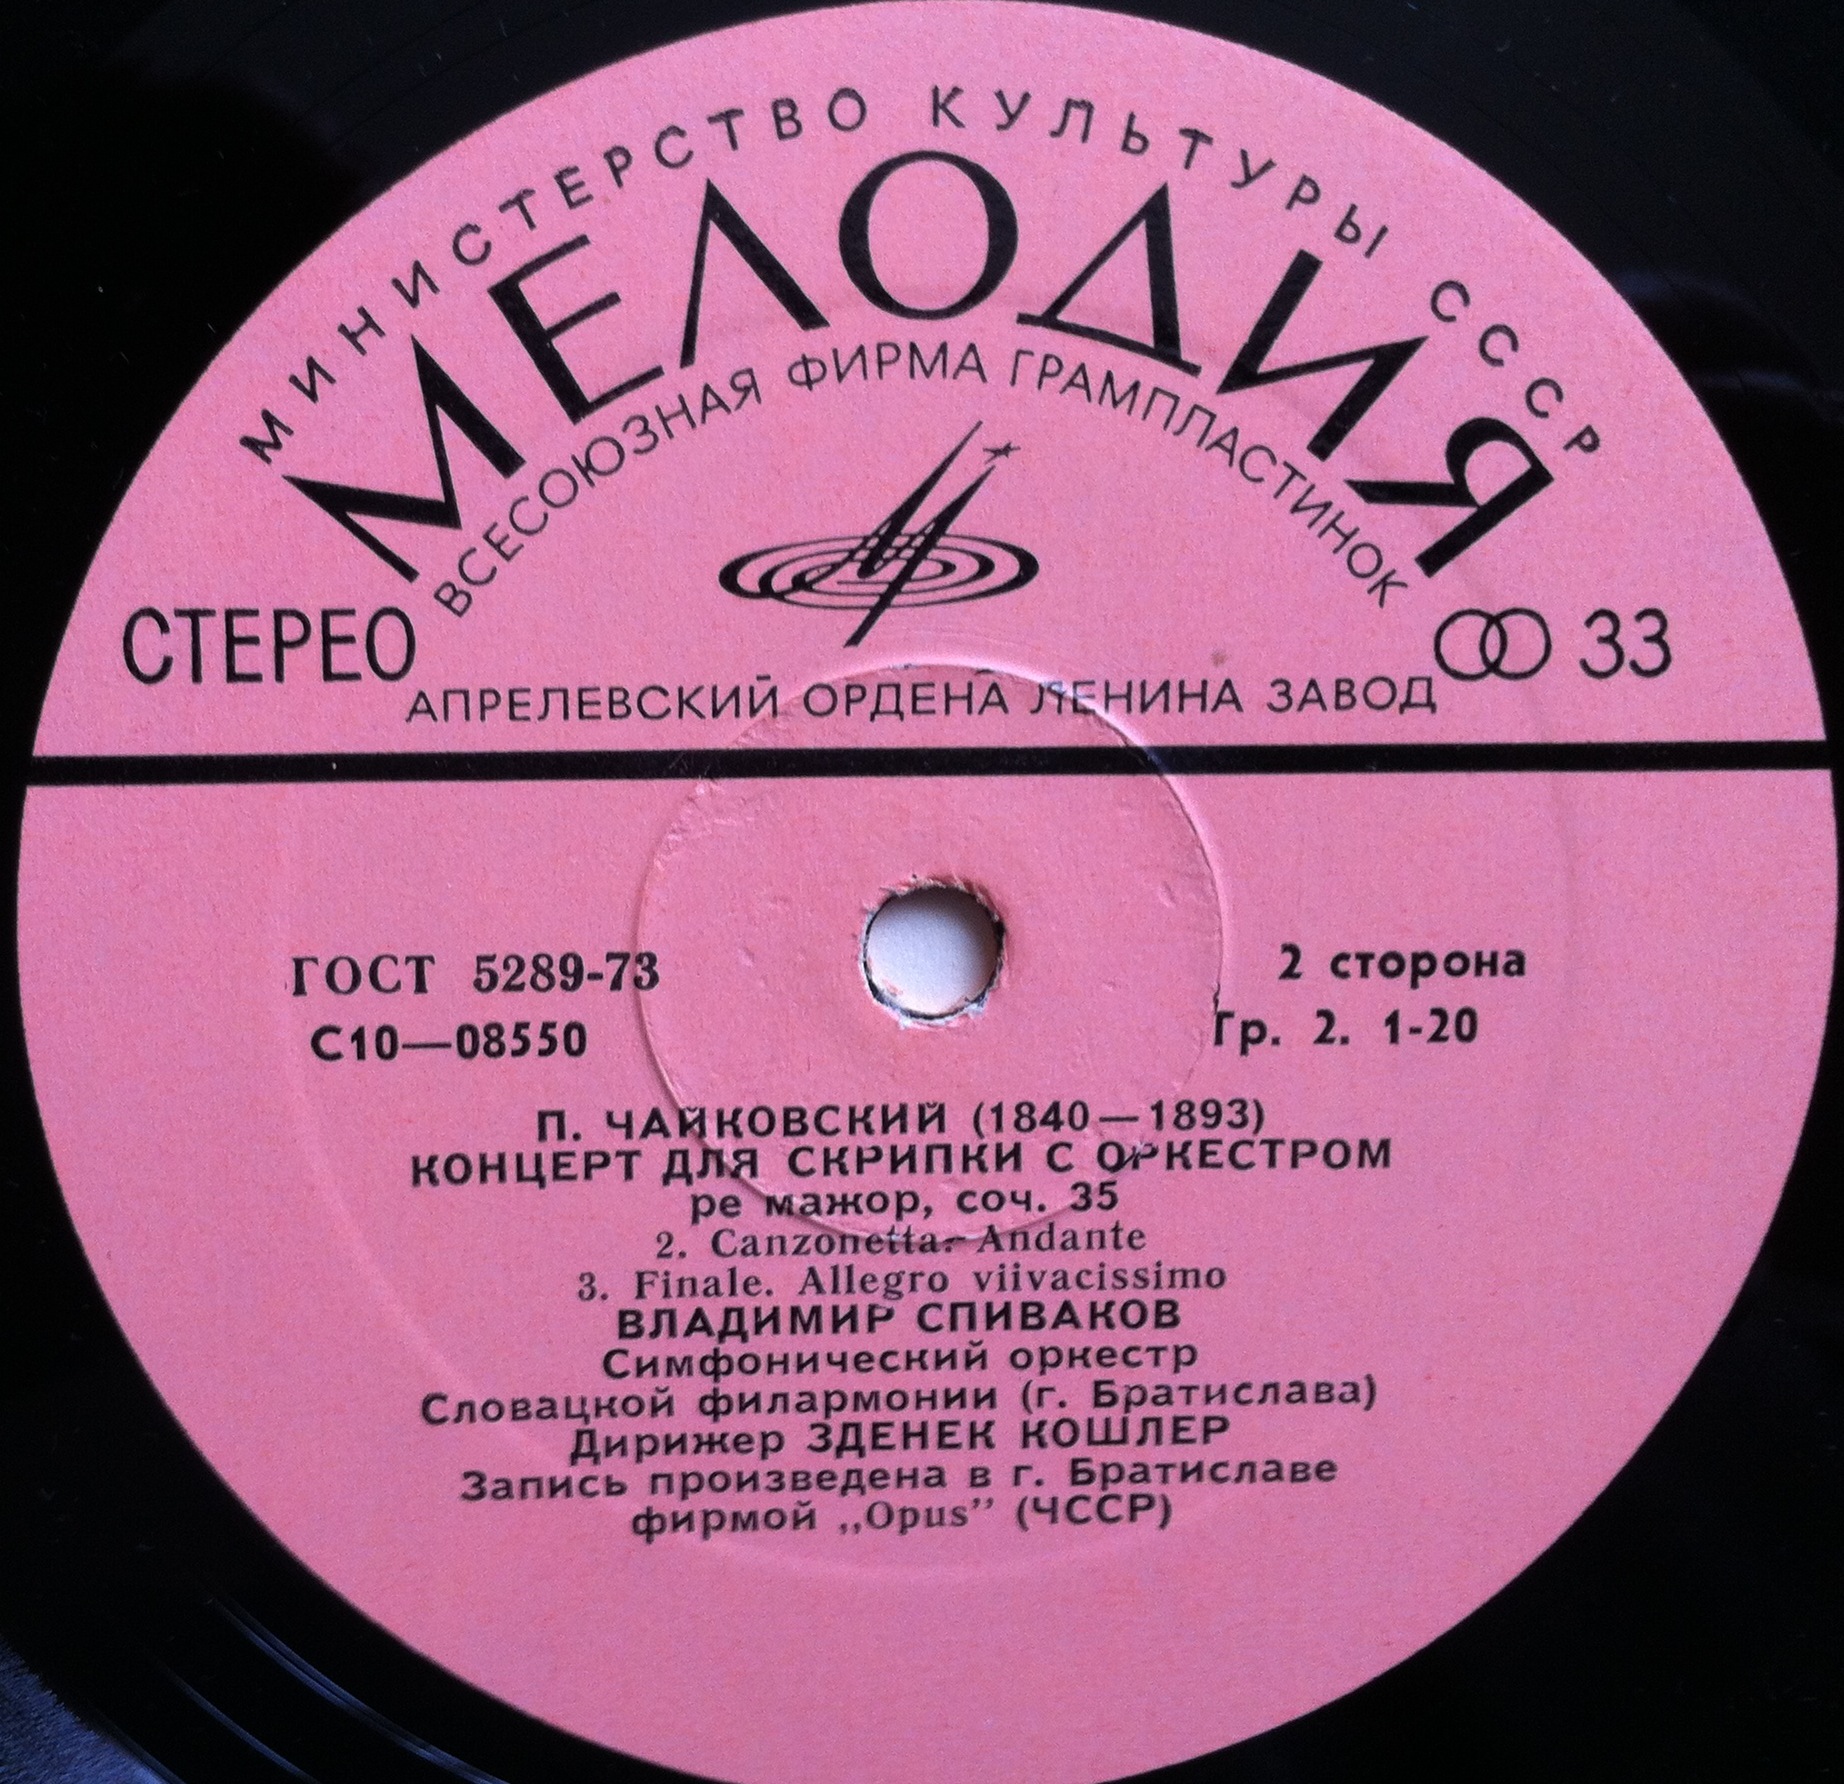 МИНИСТЕРСТВО КУЛЬТУРЫ СССР
МЕЛОДИЯ
ВСЕСОЮЗНАЯ ФИРМА ГРАМПЛАСТИНОК
СТЕРЕО
33
АПРЕЛЕВСКИЙ ОРДЕНА ЛЕНИНА ЗАВОД
ГОСТ 5289-73
2 сторона
С10—08550
Гр. 2. 1-20
П. ЧАЙКОВСКИЙ (1840—1893)
КОНЦЕРТ ДЛЯ СКРИПКИ С ОРКЕСТРОМ
ре мажор, соч. 35
2. Canzonetta. Andante
3. Finale. Allegro viivacissimo
ВЛАДИМИР СПИВАКОВ
Симфонический оркестр
Словацкой филармонии (г. Братислава)
Дирижер ЗДЕНЕК КОШЛЕР
Запись произведена в г. Братиславе
фирмой „Opus” (ЧССР)